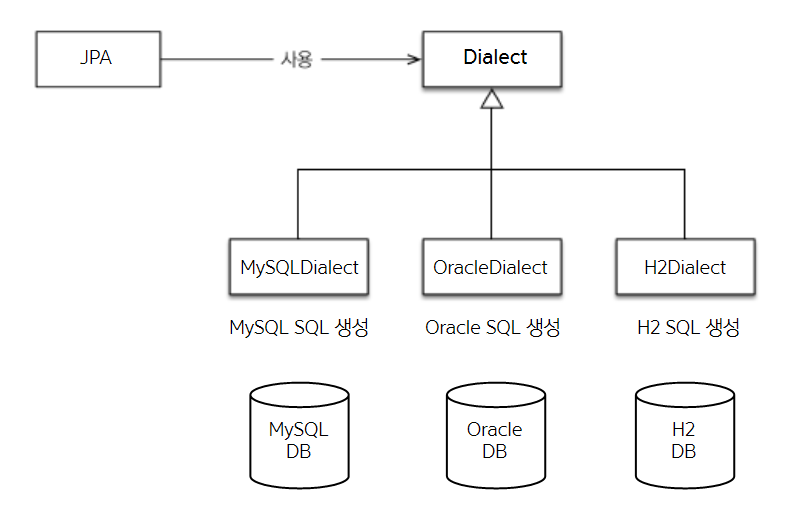 JPA
사용
Dialect
MySQLDialect
OracleDialect
H2Dialect
MySQL SQL 생성
Oracle SQL 생성
H2 SQL 생성
MySQL
DB
Oracle
DB
H2
DB